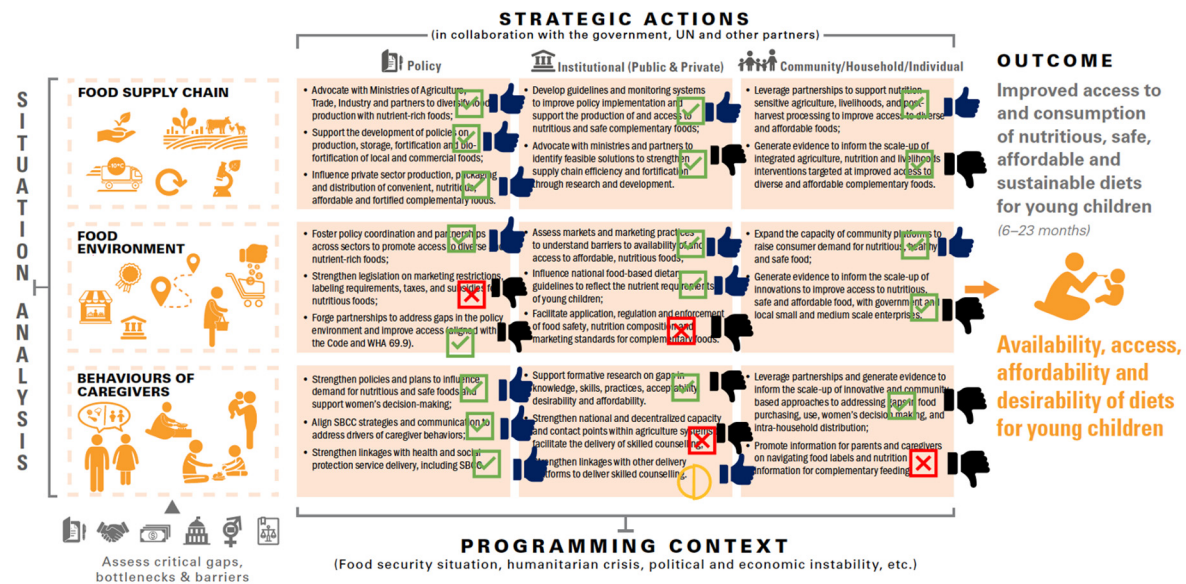 STRATEGIC ACTIONS
(in collaboration with the government, UN and other partners)
Policy
Institutional (Public & Private)
Community/Household/Individual
SITUATION ANALYSIS
FOOD SUPPLY CHAIN
10°C
• Advocate with Ministries of Agriculture,
Trade, Industry and partners to diversify food
production with nutrient-rich foods;
• Support the development of policies on
production, storage, fortification and bio-
fortification of local and commercial foods;
• Influence private sector production, packaging
and distribution of convenient, nutritious,
affordable and fortified complementary foods.
• Develop guidelines and monitoring systems
to improve policy implementation and
support the production of and access to
nutritious and safe complementary foods;
• Advocate with ministries and partners to
identify feasible solutions to strengthen
supply chain efficiency and fortification
through research and development.
• Leverage partnerships to support nutrition-
sensitive agriculture, livelihoods, and post-
harvest processing to improve access to diverse
and affordable foods;
• Generate evidence to inform the scale-up of
integrated agriculture, nutrition and livelihoods
interventions targeted at improved access to
diverse and affordable complementary foods.
FOOD
ENVIRONMENT
• Foster policy coordination and partnerships
across sectors to promote access to diverse
nutrient-rich foods;
• Strengthen legislation on marketing restrictions,
labeling requirements, taxes, and subsidies for
nutritious foods;
• Forge partnerships to address gaps in the policy
environment and improve access (aligned with
the Code and WHA 69.9).
• Assess markets and marketing practices
to understand barriers to availability of and
access to affordable, nutritious foods;
• Influence national food-based dietary
guidelines to reflect the nutrient requirements
of young children;
• Facilitate application, regulation and enforcement
of food safety, nutrition composition and
marketing standards for complementary foods.
• Expand the capacity of community platforms to
raise consumer demand for nutritious, healthy
and safe food;
• Generate evidence to inform the scale-up of
innovations to improve access to nutritious,
safe and affordable food, with government and
local small and medium scale enterprises.
BEHAVIOURS OF
CAREGIVERS
• Strengthen policies and plans to influence
demand for nutritious and safe foods and
support women's decision-making;
• Align SBCC strategies and communication to
address drivers of caregiver behaviors;
• Strengthen linkages with health and social
protection service delivery, including SBCC.
• Support formative research on gaps in
knowledge, skills, practices, acceptability,
desirability and affordability.
• Strengthen national and decentralized capacity
and contact points within agriculture systems
facilitate the delivery of skilled counselling.
linkages with other delivery
to deliver skilled counselling.
• Leverage partnerships and generate evidence to
inform the scale-up of innovative and community
based approaches to addressing gaps in food
purchasing, use, women's decision making, and
intra-household distribution;
• Promote information for parents and caregivers
on navigating food labels and nutrition
information for complementary feeding
OUTCOME
Improved access to
and consumption
of nutritious, safe,
affordable and
sustainable diets
for young children
(6–23 months)
Availability, access,
affordability and
desirability of diets
for young children
Assess critical gaps,
bottlenecks & barriers
PROGRAMMING CONTEXT
(Food security situation, humanitarian crisis, political and economic instability, etc.)